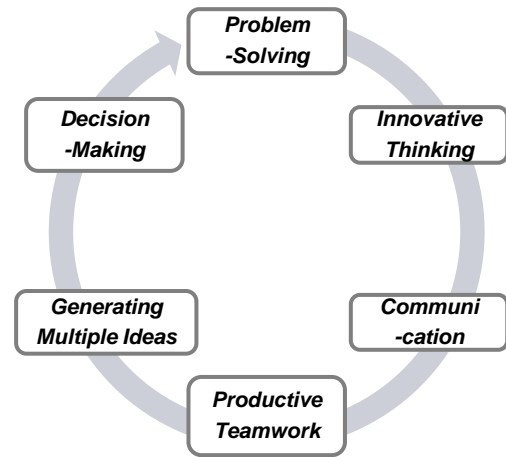 Problem
-Solving
Innovative
Thinking
Communi
-cation
Productive
Teamwork
Generating
Multiple Ideas
Decision
-Making